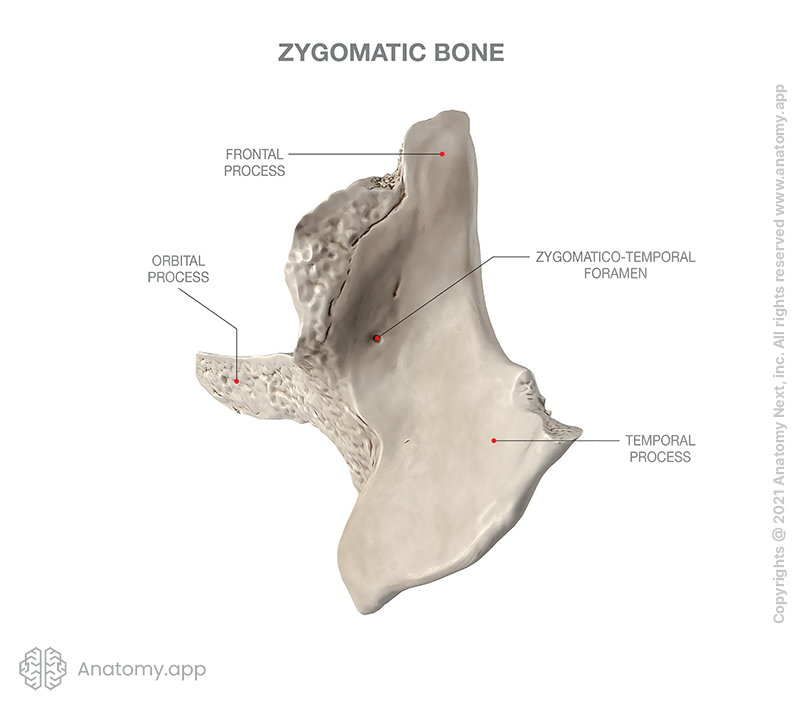 ZYGOMATIC BONE
FRONTAL
PROCESS
ORBITAL
PROCESS
ZYGOMATICO-TEMPORAL
FORAMEN
TEMPORAL
PROCESS
Copyrights @ 2021 Anatomy Next, inc. All rights reserved www.anatomy.app
Anatomy.app